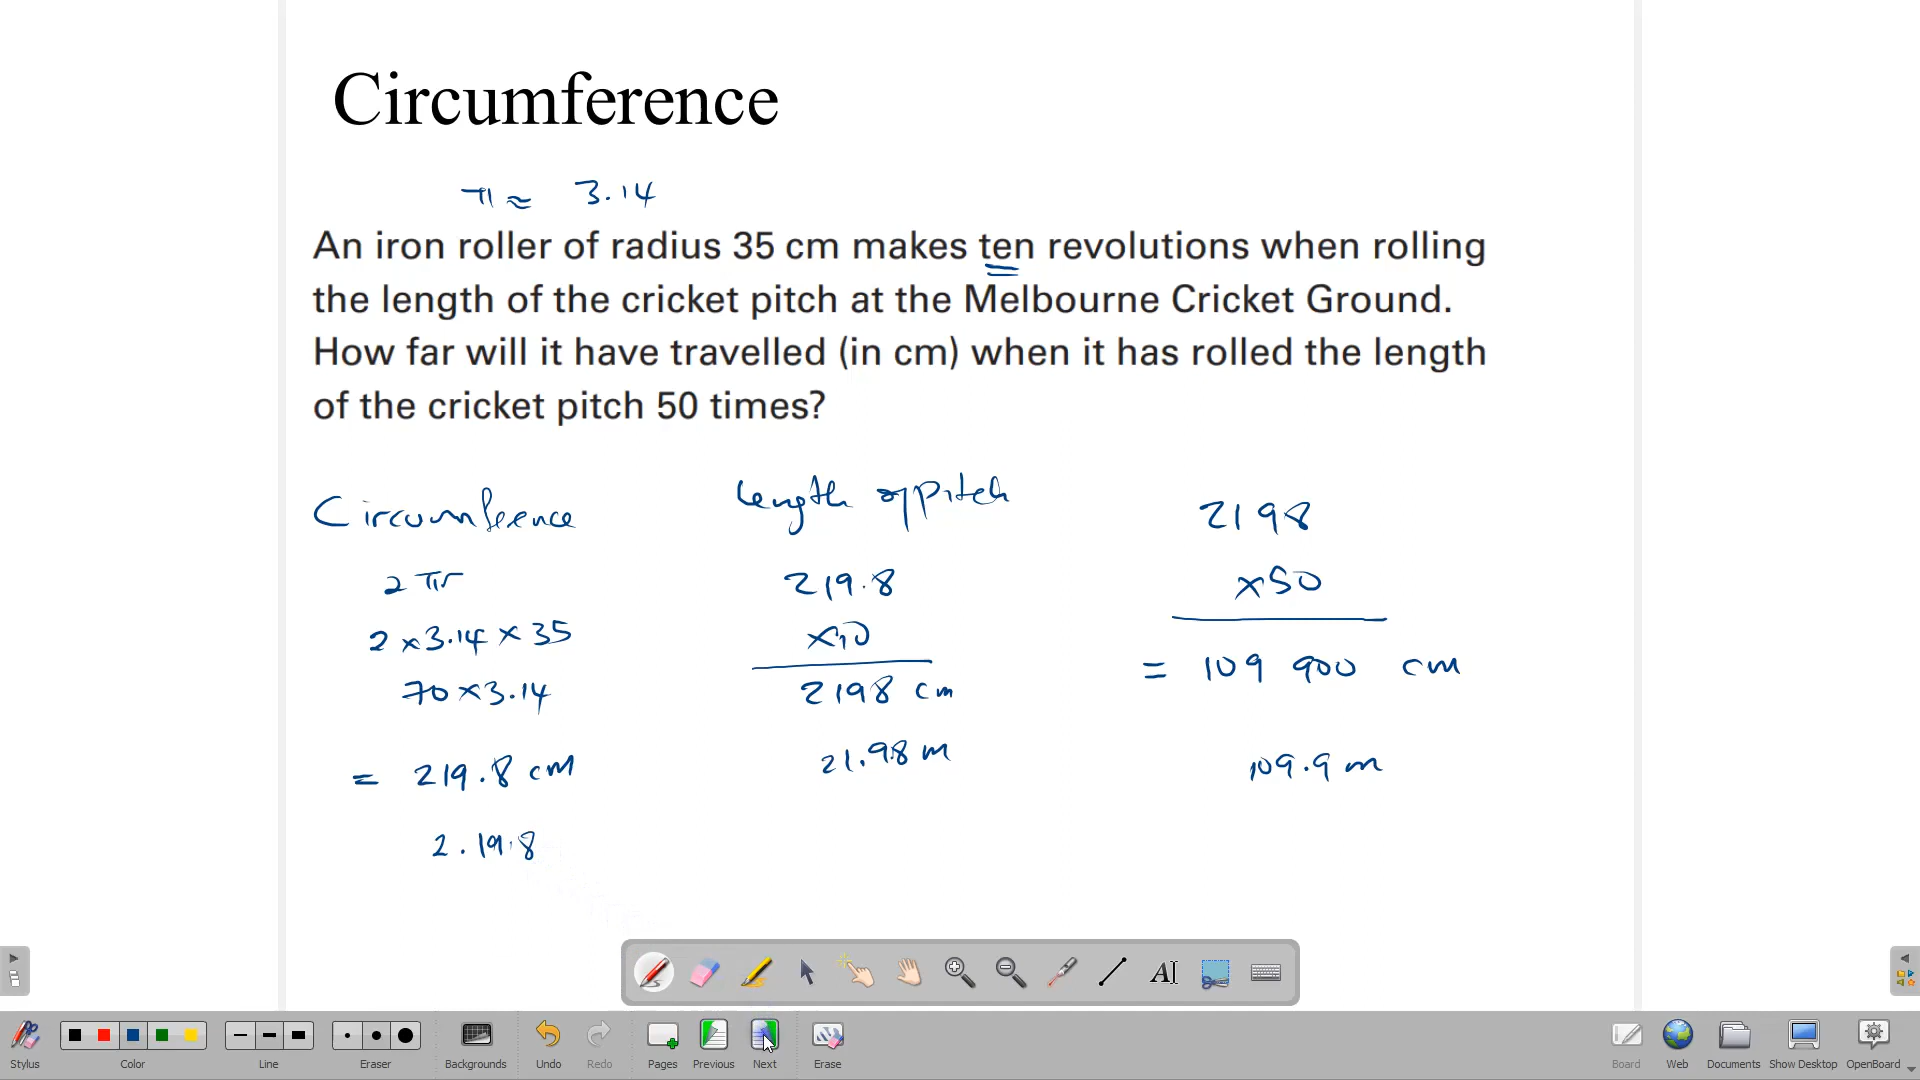 Circumference
π ≈ 3.14
An iron roller of radius 35 cm makes ten revolutions when rolling
the length of the cricket pitch at the Melbourne Cricket Ground.
How far will it have travelled (in cm) when it has rolled the length
of the cricket pitch 50 times?
Circumference
2πr
2 × 3.14 × 35
70 × 3.14
= 219.8 cm
2.19.8
Length of pitch
219.8
×10
2198 cm
21.98 m
2198
×50
= 109 900 cm
109.9 m
Stylus
Color
Line
Eraser
Backgrounds
Undo
Redo
Pages
Previous
Next
Erase
Board
Web
Documents
Show Desktop
OpenBoard